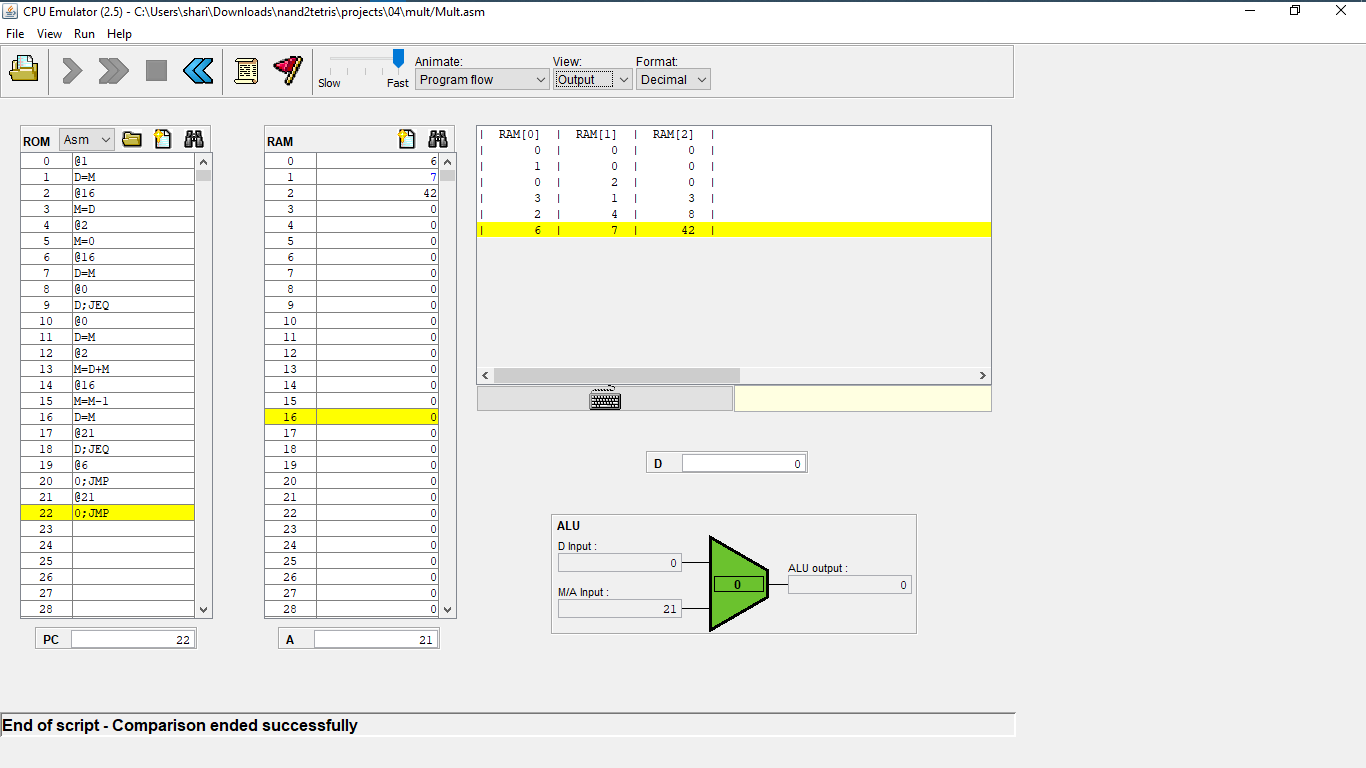 CPU Emulator (2.5) - C:\Users\shari\Downloads\nand2tetris\projects\04\mult/Mult.asm
File View Run Help
Animate: View: Format:
Slow Fast Program flow Output Decimal
ROM Asm
0 @1
1 D=M
2 @16
3 M=D
4 @2
5 M=0
6 @16
7 D=M
8 @0
9 D;JEQ
10 @0
11 D=M
12 @2
13 M=D+M
14 @16
15 M=M-1
16 D=M
17 @21
18 D;JEQ
19 @6
20 0;JMP
21 @21
22 0;JMP
23
24
25
26
27
28
PC 22
RAM
0 6
1 7
2 42
3 0
4 0
5 0
6 0
7 0
8 0
9 0
10 0
11 0
12 0
13 0
14 0
15 0
16 0
17 0
18 0
19 0
20 0
21 0
22 0
23 0
24 0
25 0
26 0
27 0
28 0
A 21
| RAM[0] | RAM[1] | RAM[2] |
| 0 | 0 | 0 |
| 1 | 0 | 0 |
| 0 | 2 | 0 |
| 3 | 1 | 3 |
| 2 | 4 | 8 |
| 6 | 7 | 42 |
D 0
ALU
D Input :
0
M/A Input :
21
0
ALU output :
0
End of script - Comparison ended successfully